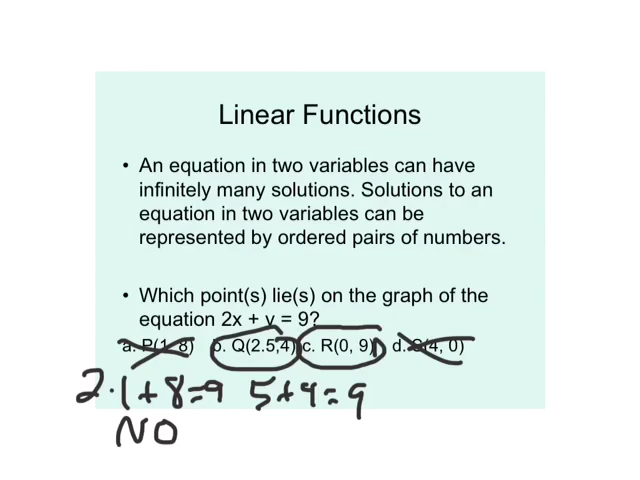 Linear Functions
• An equation in two variables can have
infinitely many solutions. Solutions to an
equation in two variables can be
represented by ordered pairs of numbers.
• Which point(s) lie(s) on the graph of the
equation 2x + y = 9?
a. P(1, 8) b. Q(2.5,4) c. R(0, 9) d. S(4, 0)
2·1+8=9 5+4=9
NO